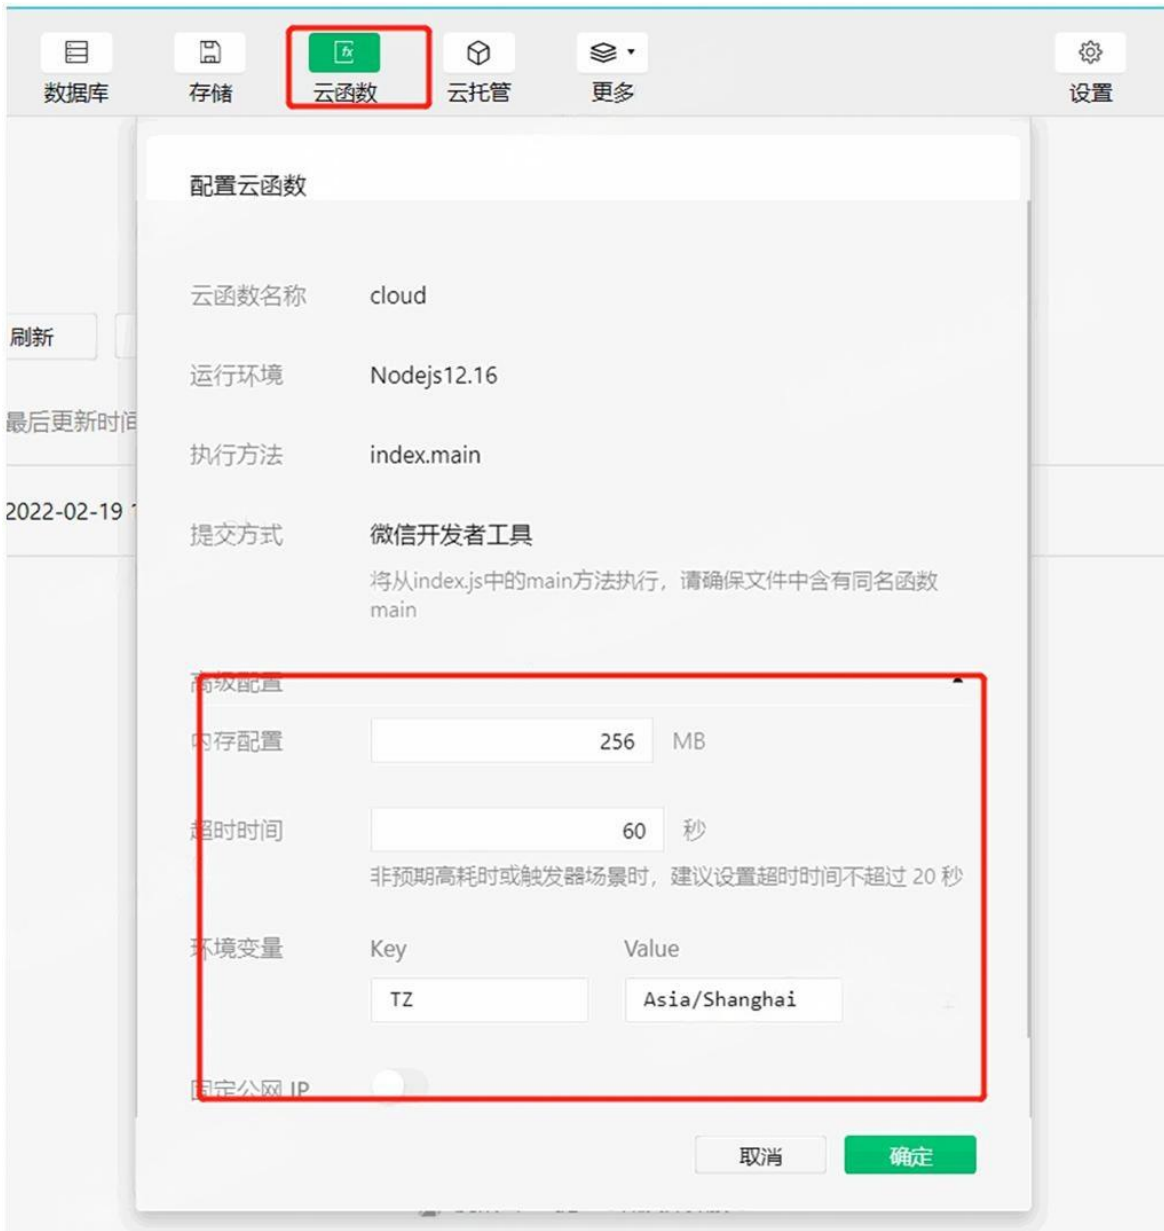 数据库
存储
云函数
云托管
更多
设置
配置云函数
云函数名称 cloud
刷新
运行环境 Nodejs12.16
最后更新时间
执行方法 index.main
2022-02-19
提交方式 微信开发者工具
将从index.js中的main方法执行，请确保文件中含有同名函数
main
高级配置
内存配置 256 MB
超时时间 60 秒
非预期高耗时或触发器场景时，建议设置超时时间不超过 20 秒
环境变量 Key Value
TZ Asia/Shanghai
固定公网 IP
取消 确定